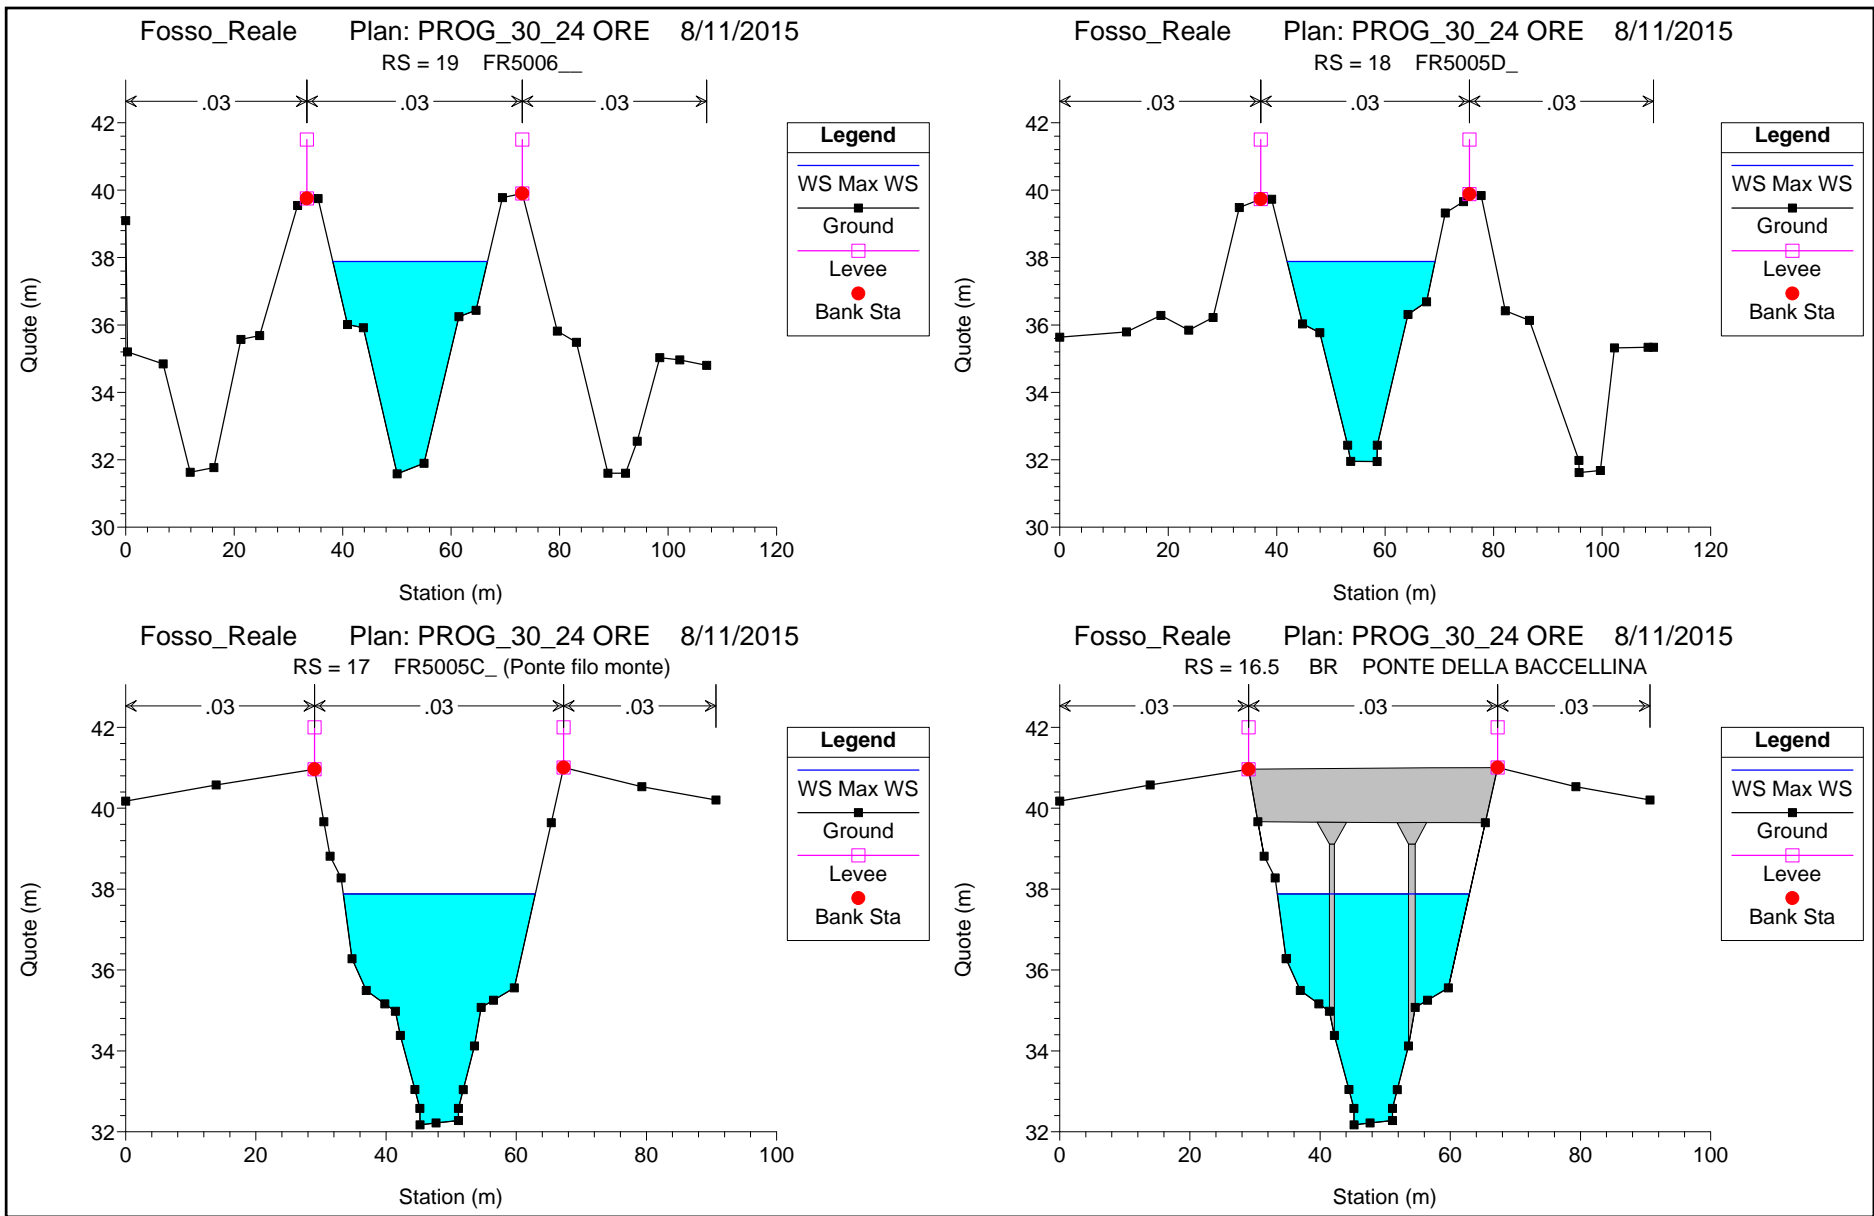 Fosso_Reale Plan: PROG_30_24 ORE 8/11/2015
RS = 19 FR5006__
.03 .03 .03
42
40
38
36
34
32
30
0 20 40 60 80 100 120
Quote (m)
Station (m)
Legend
WS Max WS
Ground
Levee
Bank Sta
Fosso_Reale Plan: PROG_30_24 ORE 8/11/2015
RS = 18 FR5005D_
.03 .03 .03
42
40
38
36
34
32
30
0 20 40 60 80 100 120
Quote (m)
Station (m)
Legend
WS Max WS
Ground
Levee
Bank Sta
Fosso_Reale Plan: PROG_30_24 ORE 8/11/2015
RS = 17 FR5005C_ (Ponte filo monte)
.03 .03 .03
42
40
38
36
34
32
0 20 40 60 80 100
Quote (m)
Station (m)
Legend
WS Max WS
Ground
Levee
Bank Sta
Fosso_Reale Plan: PROG_30_24 ORE 8/11/2015
RS = 16.5 BR PONTE DELLA BACCELLINA
.03 .03 .03
42
40
38
36
34
32
0 20 40 60 80 100
Quote (m)
Station (m)
Legend
WS Max WS
Ground
Levee
Bank Sta